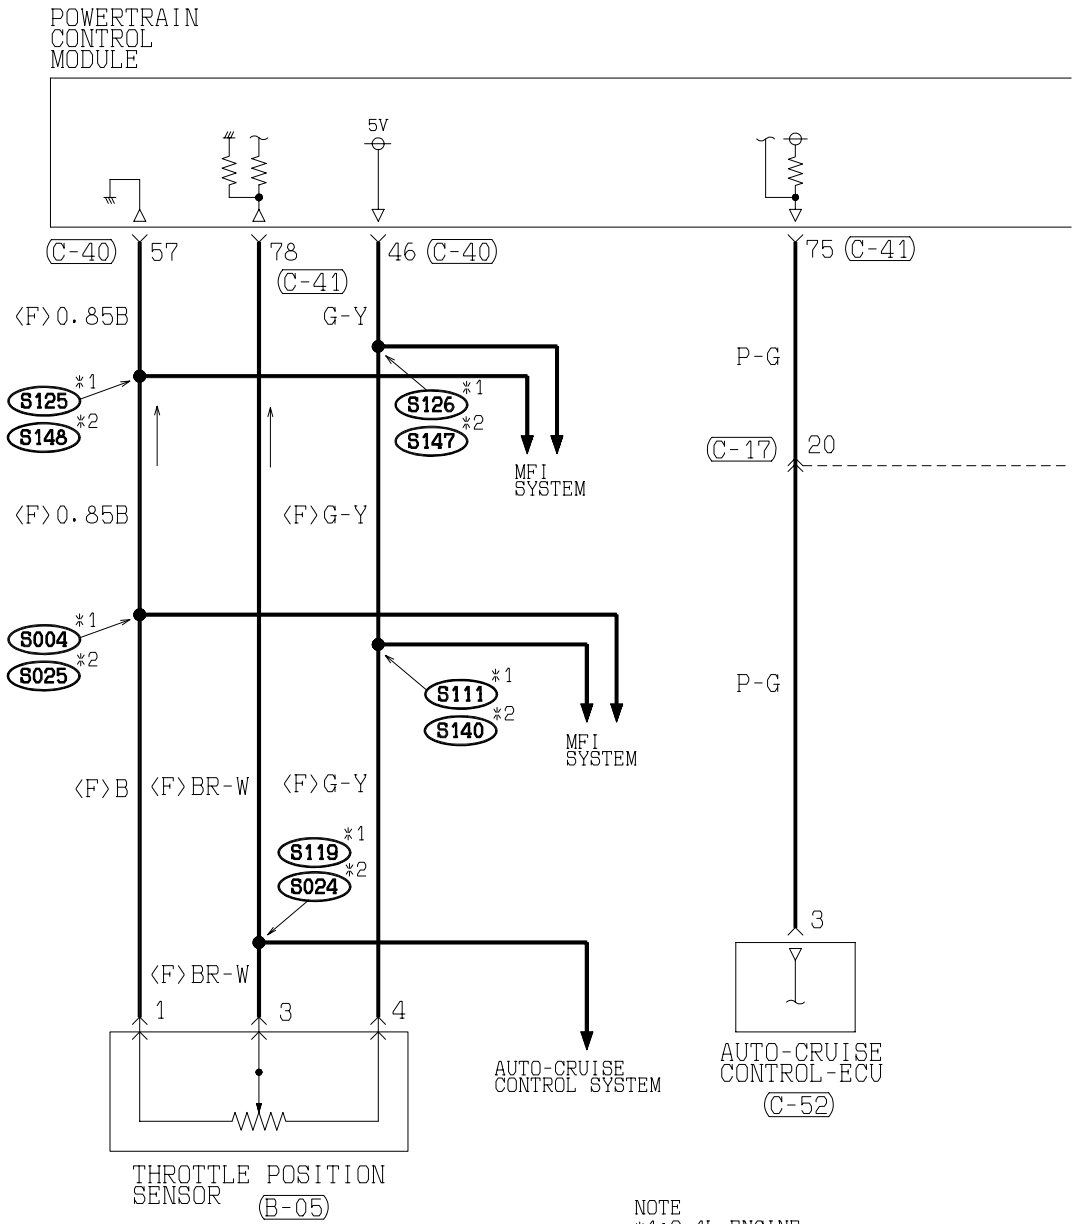 POWERTRAIN
CONTROL
MODULE
5V
(C-40) 57
78
(C-41)
46 (C-40)
75 (C-41)
<F>0.85B
G-Y
P-G
*1
S125
*2
S148
*1
S126
*2
S147
(C-17) 20
MFI
SYSTEM
<F>0.85B
<F>G-Y
*1
S004
*2
S025
*1
S111
*2
S140
P-G
MFI
SYSTEM
<F>B
<F>BR-W
<F>G-Y
*1
S119
*2
S024
3
<F>BR-W
1
3
4
AUTO-CRUISE
CONTROL SYSTEM
AUTO-CRUISE
CONTROL-ECU
(C-52)
THROTTLE POSITION
SENSOR
(B-05)
NOTE
ENGINE